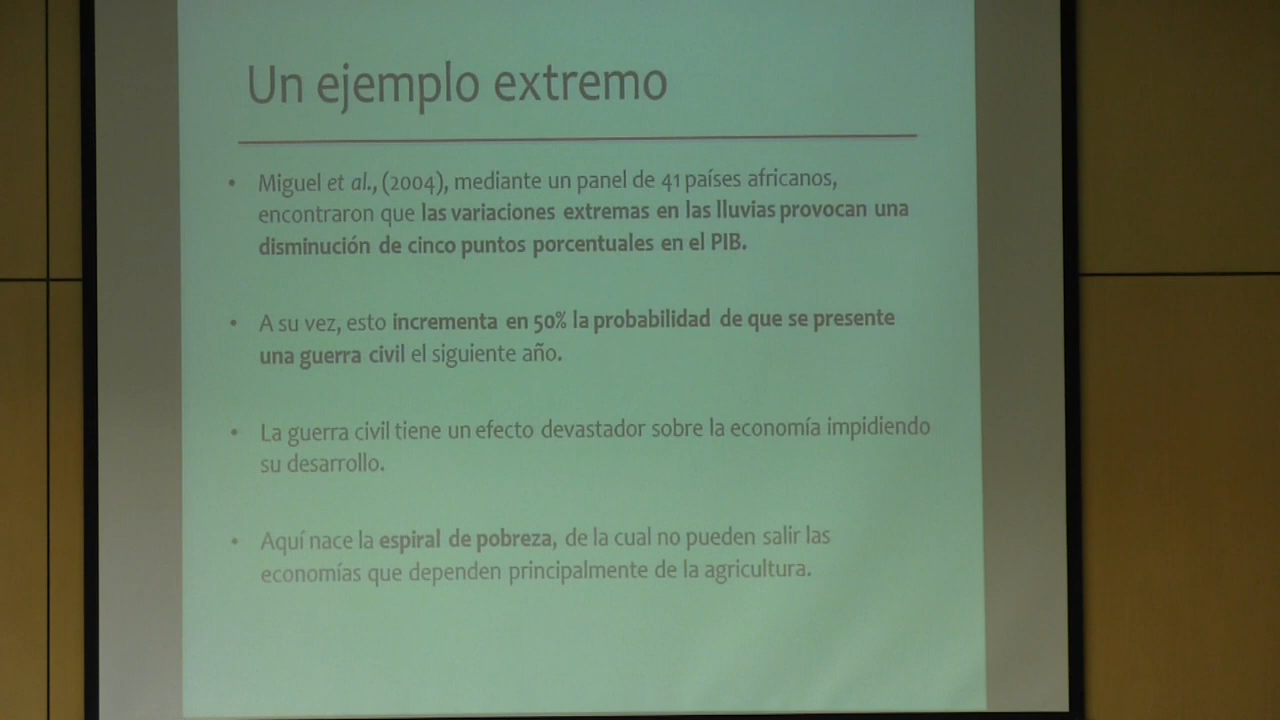 Un ejemplo extremo
• Miguel et al., (2004), mediante un panel de 41 países africanos,
encontraron que las variaciones extremas en las lluvias provocan una
disminución de cinco puntos porcentuales en el PIB.
• A su vez, esto incrementa en 50% la probabilidad de que se presente
una guerra civil el siguiente año.
• La guerra civil tiene un efecto devastador sobre la economía impidiendo
su desarrollo.
• Aquí nace la espiral de pobreza, de la cual no pueden salir las
economías que dependen principalmente de la agricultura.